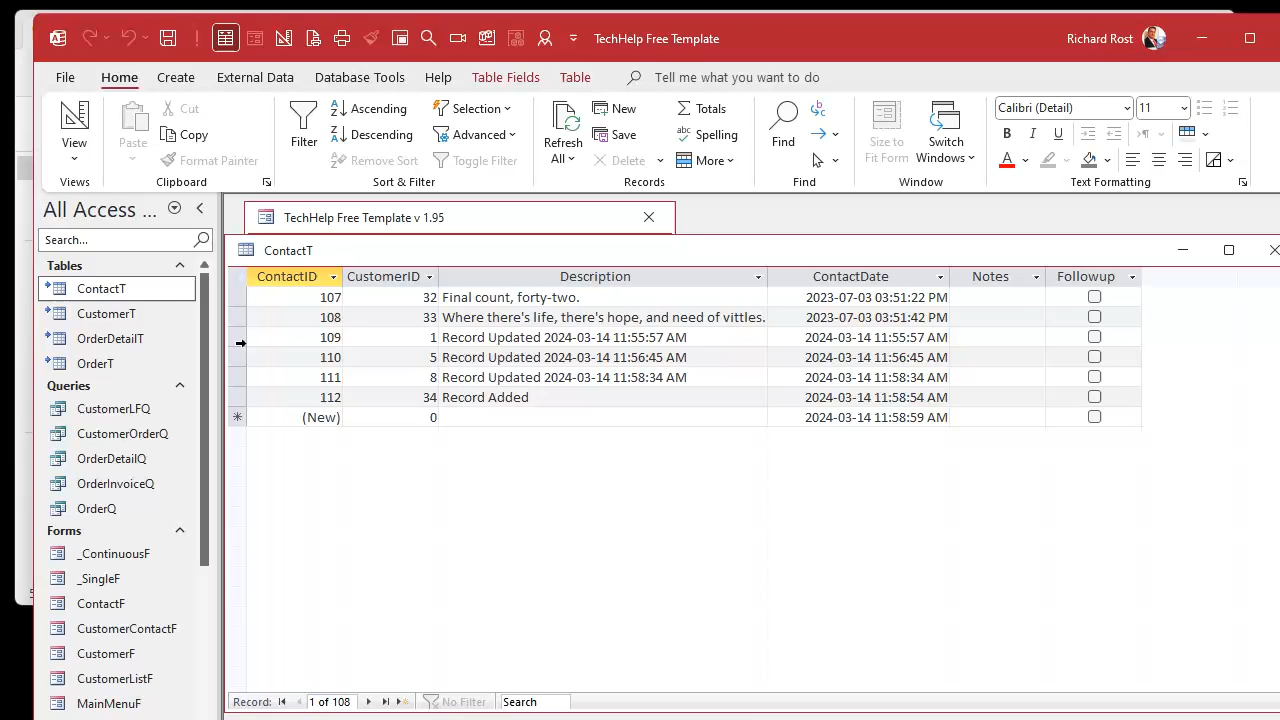 TechHelp Free Template
Richard Rost
File Home Create External Data Database Tools Help Table Fields Table Tell me what you want to do
View
Views
Paste
Cut
Copy
Format Painter
Clipboard
Filter
Ascending
Descending
Remove Sort
Selection
Advanced
Toggle Filter
Sort & Filter
Refresh
All
New
Save
Delete
Totals
Spelling
More
Records
Find
Find
Size to
Fit Form
Switch
Windows
Window
Calibri (Detail) 11
B I U
A
Text Formatting
All Access ...
Search...
Tables
ContactT
CustomerT
OrderDetailT
OrderT
Queries
CustomerLFQ
CustomerOrderQ
OrderDetailQ
OrderInvoiceQ
OrderQ
Forms
_ContinuousF
_SingleF
ContactF
CustomerContactF
CustomerF
CustomerListF
MainMenuF
TechHelp Free Template v 1.95
ContactT
ContactID CustomerID Description ContactDate Notes Followup
107 32 Final count, forty-two. 2023-07-03 03:51:22 PM
108 33 Where there's life, there's hope, and need of vittles. 2023-07-03 03:51:42 PM
109 1 Record Updated 2024-03-14 11:55:57 AM 2024-03-14 11:55:57 AM
110 5 Record Updated 2024-03-14 11:56:45 AM 2024-03-14 11:56:45 AM
111 8 Record Updated 2024-03-14 11:58:34 AM 2024-03-14 11:58:34 AM
112 34 Record Added 2024-03-14 11:58:54 AM
(New) 0 2024-03-14 11:58:59 AM
Record: 1 of 108 No Filter Search